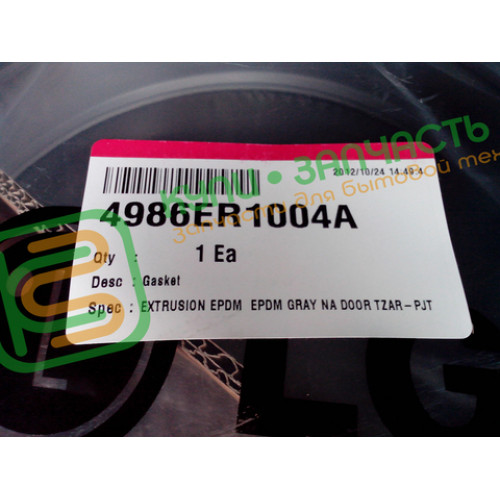 2012/10/24 14:49:4
КУПИ·ЗАПЧАСТЬ
Запчасти для бытовой тех
4986ER1004A
Qty : 1 Ea
Desc : Gasket
Spec : EXTRUSION EPDM EPDM GRAY NA DOOR TZAR-PJT
LG